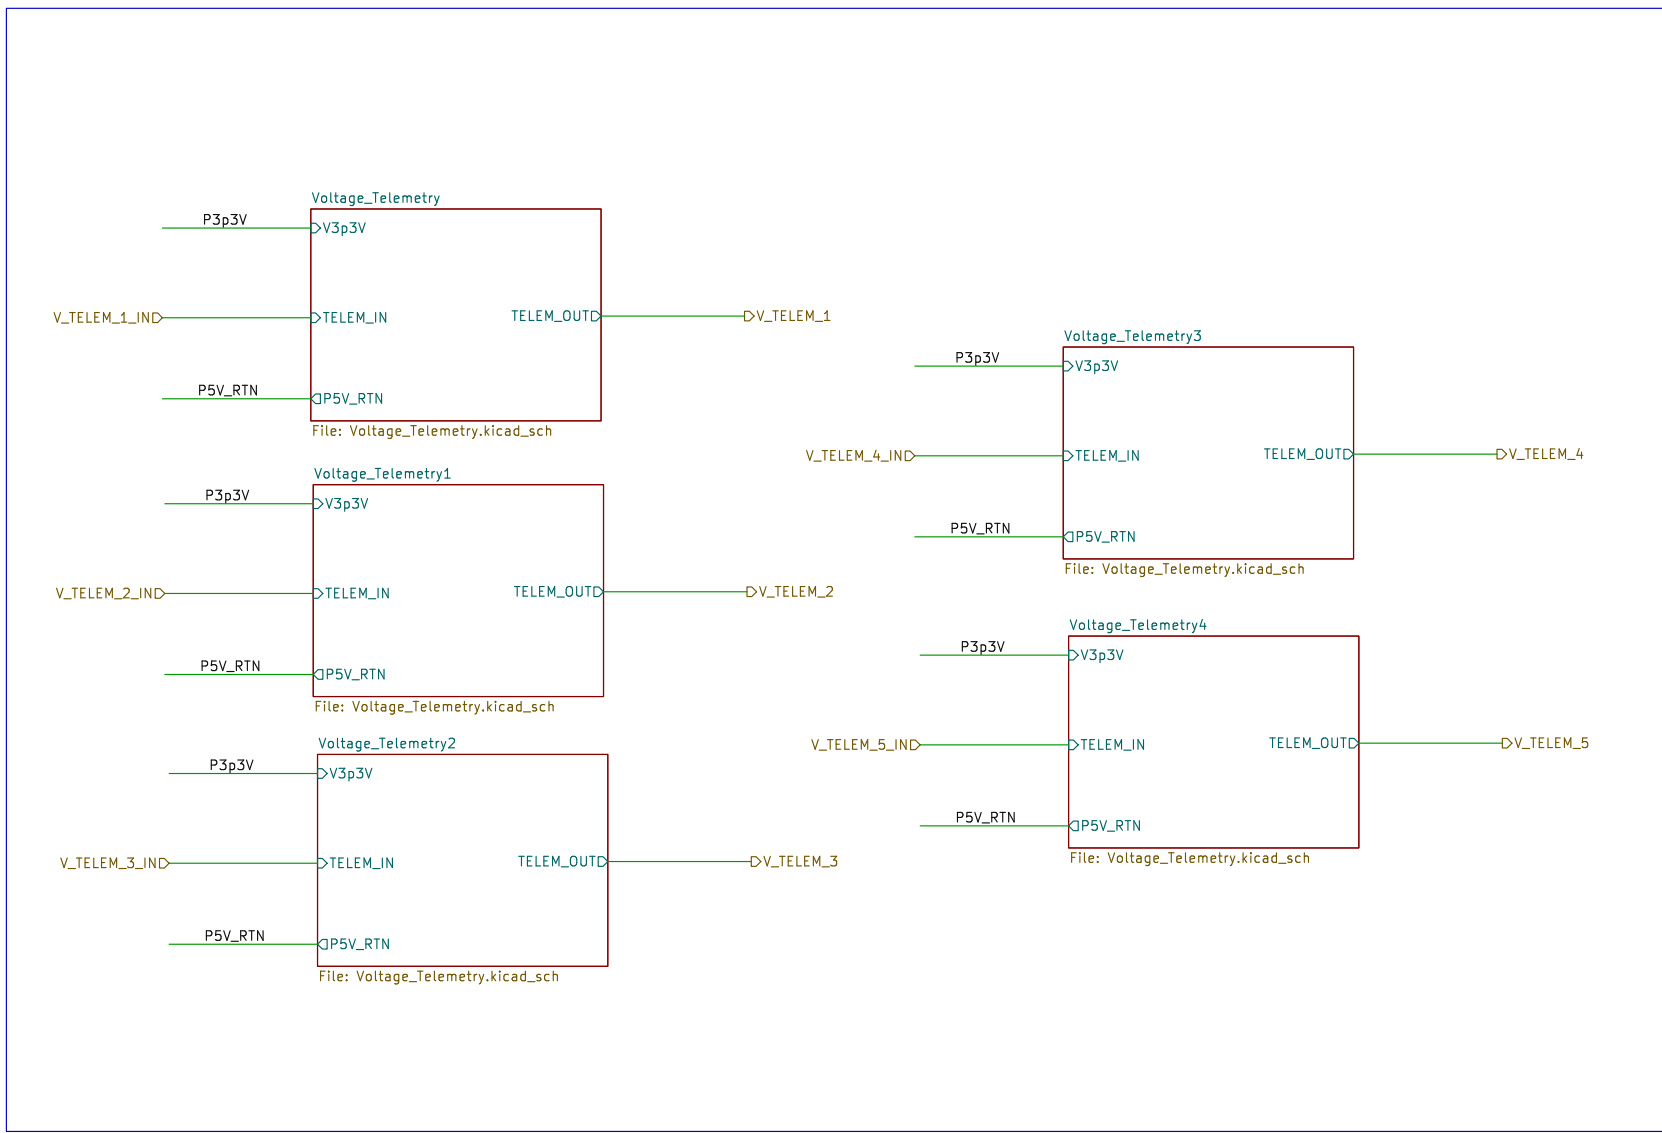 Voltage_Telemetry
P3p3V
V3p3V
V_TELEM_1_IN
TELEM_IN
TELEM_OUT
V_TELEM_1
P5V_RTN
P5V_RTN
File: Voltage_Telemetry.kicad_sch
Voltage_Telemetry1
P3p3V
V3p3V
V_TELEM_2_IN
TELEM_IN
TELEM_OUT
V_TELEM_2
P5V_RTN
P5V_RTN
File: Voltage_Telemetry.kicad_sch
Voltage_Telemetry2
P3p3V
V3p3V
V_TELEM_3_IN
TELEM_IN
TELEM_OUT
V_TELEM_3
P5V_RTN
P5V_RTN
File: Voltage_Telemetry.kicad_sch
Voltage_Telemetry3
P3p3V
V3p3V
V_TELEM_4_IN
TELEM_IN
TELEM_OUT
V_TELEM_4
P5V_RTN
P5V_RTN
File: Voltage_Telemetry.kicad_sch
Voltage_Telemetry4
P3p3V
V3p3V
V_TELEM_5_IN
TELEM_IN
TELEM_OUT
V_TELEM_5
P5V_RTN
P5V_RTN
File: Voltage_Telemetry.kicad_sch